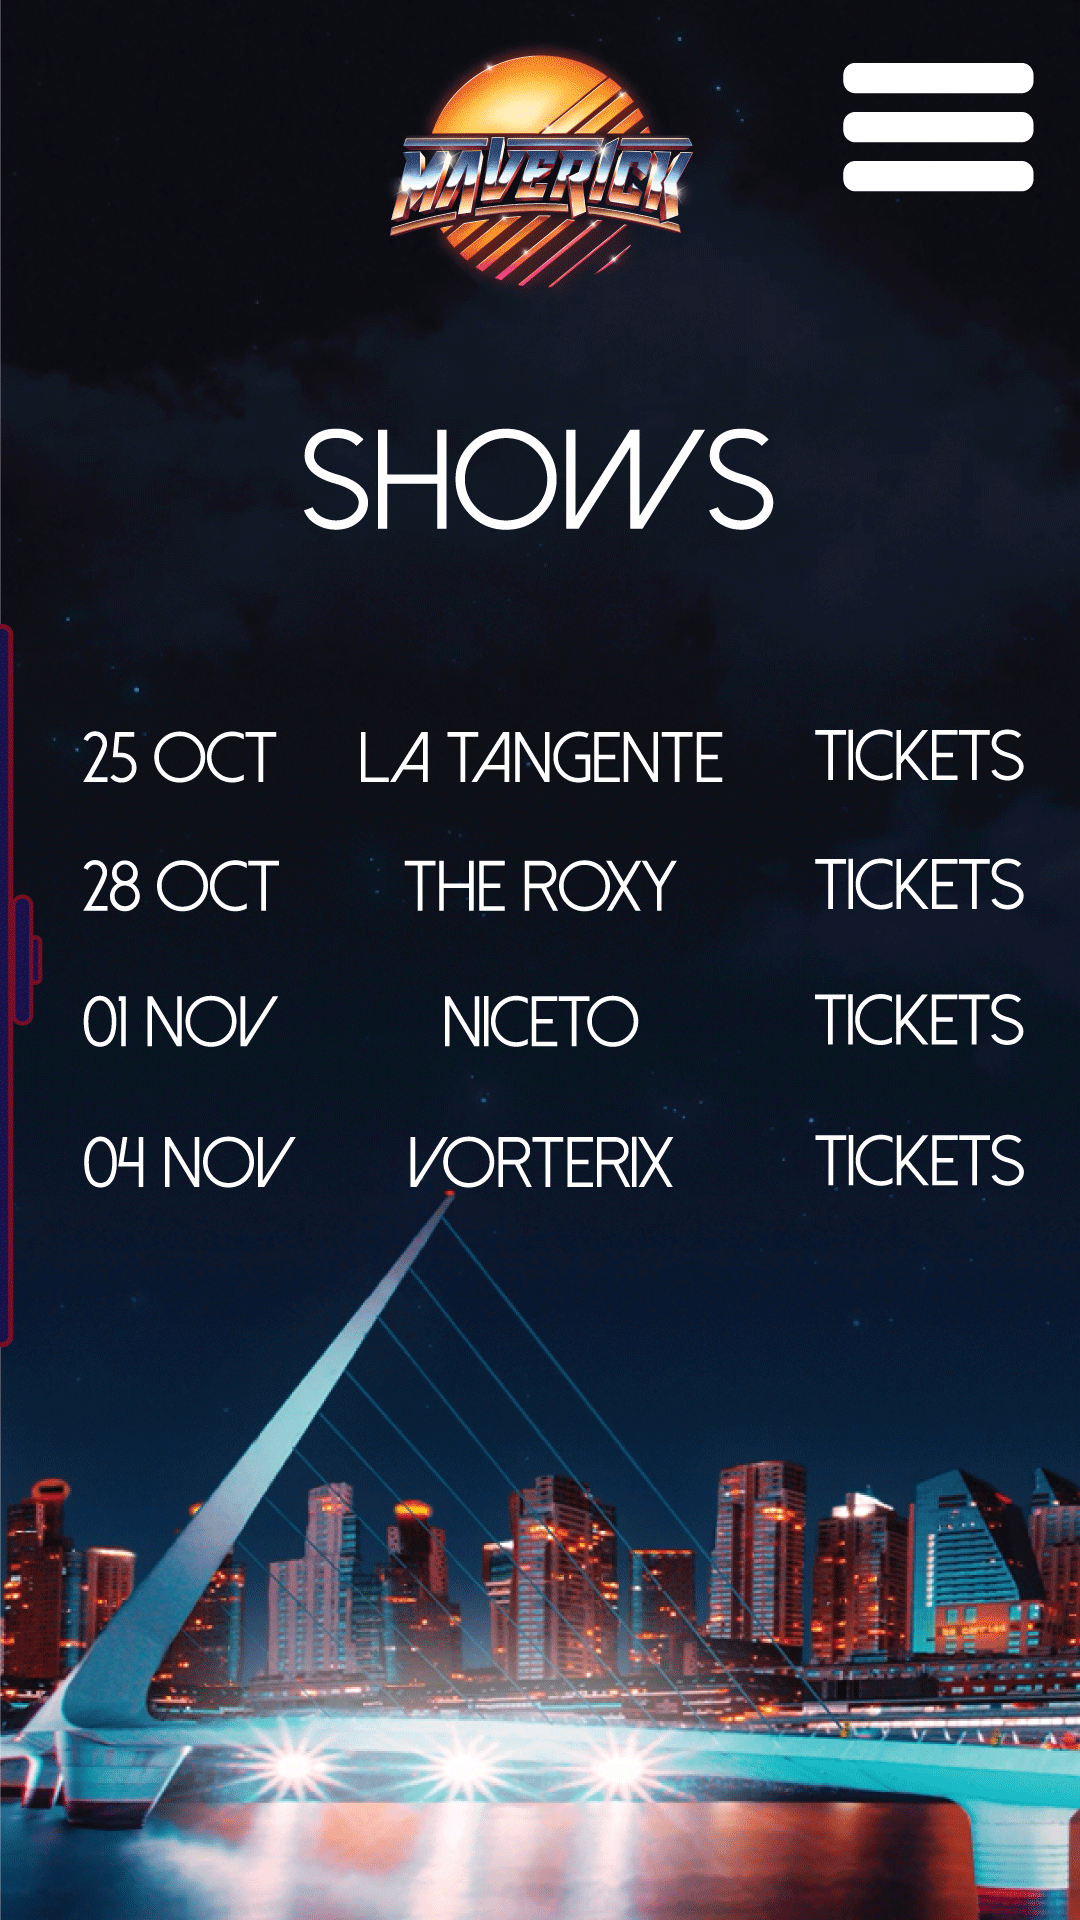 MAVERICK
SHOWS
25 OCT LA TANGENTE TICKETS
28 OCT THE ROXY TICKETS
01 NOV NICETO TICKETS
04 NOV VORTERIX TICKETS